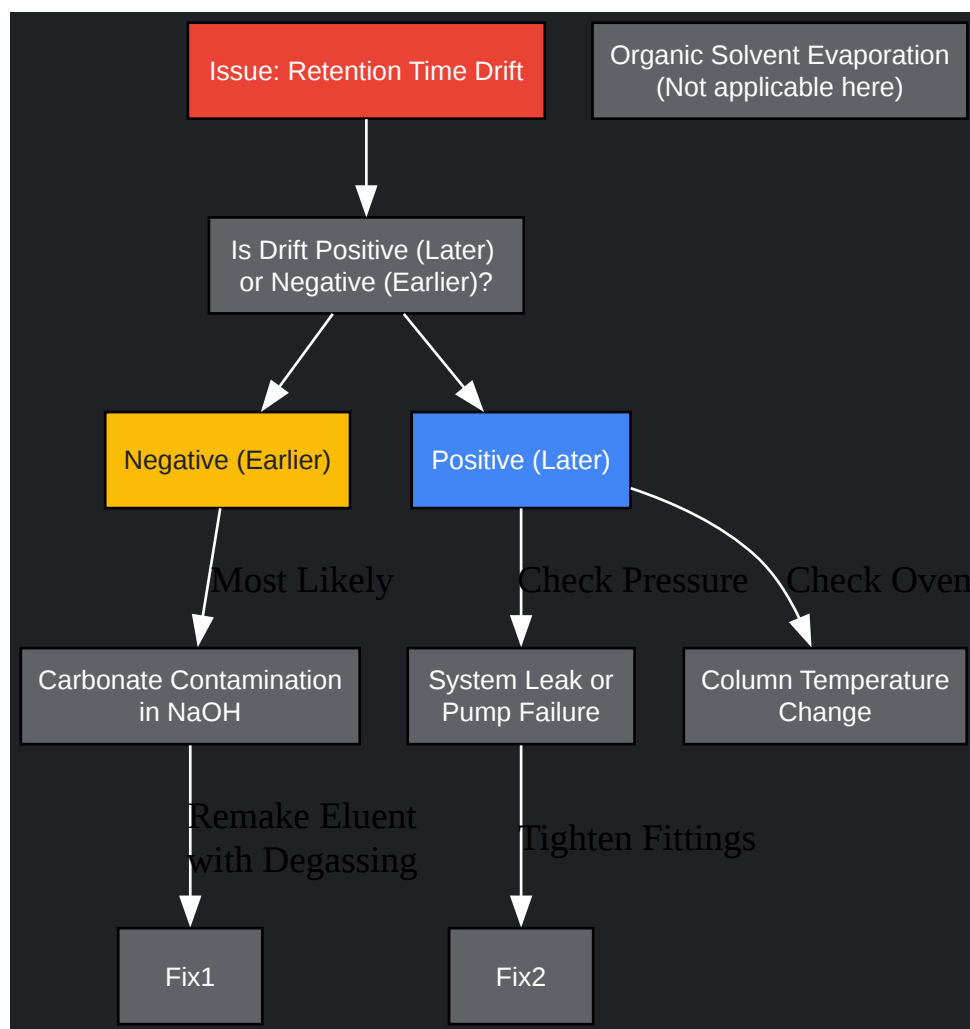 Issue: Retention Time Drift
Organic Solvent Evaporation
(Not applicable here)
Is Drift Positive (Later)
or Negative (Earlier)?
Negative (Earlier)
Positive (Later)
Most Likely
Check Pressure
Check Oven
Carbonate Contamination
in NaOH
System Leak or
Pump Failure
Column Temperature
Change
Remake Eluent
with Degassing
Tighten Fittings
Fix1
Fix2